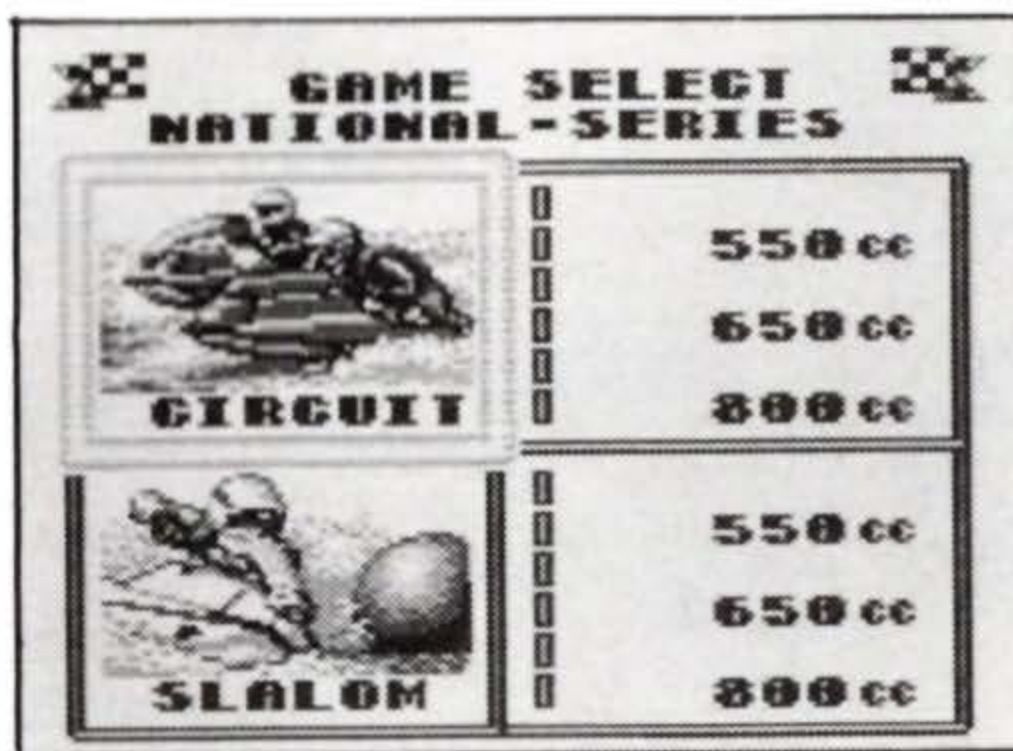 GAME SELECT
NATIONAL-SERIES
CIRCUIT
550cc
650cc
800cc
SLALOM
550cc
650cc
800cc